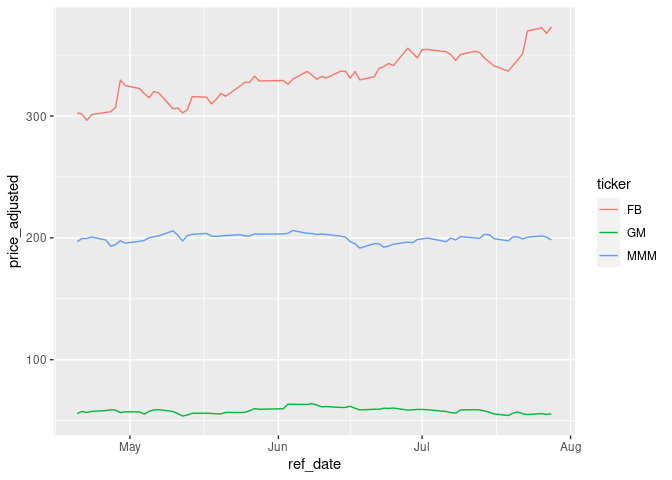 300
200
100
price_adjusted
May
Jun
Jul
Aug
ref_date
ticker
FB
GM
MMM